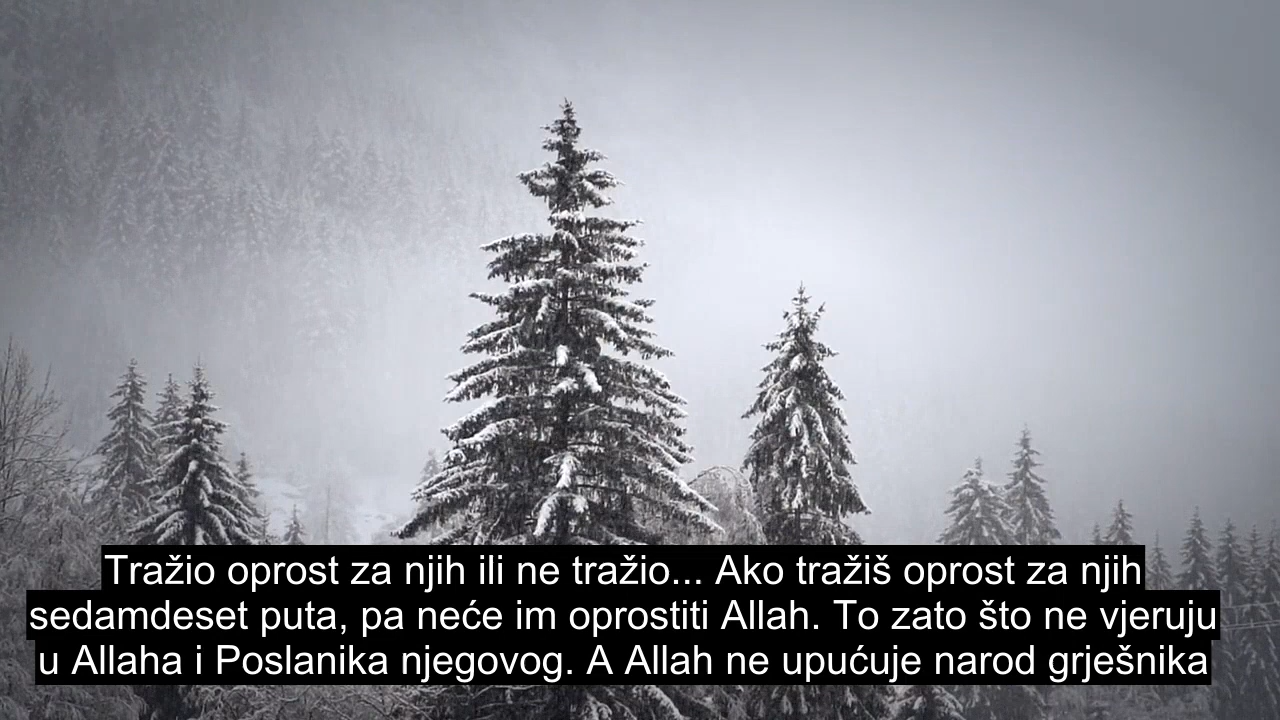 Tražio oprost za njih ili ne tražio... Ako tražiš oprost za njih
sedamdeset puta, pa neće im oprostiti Allah. To zato što ne vjeruju
u Allaha i Poslanika njegovog. A Allah ne upućuje narod grješnika